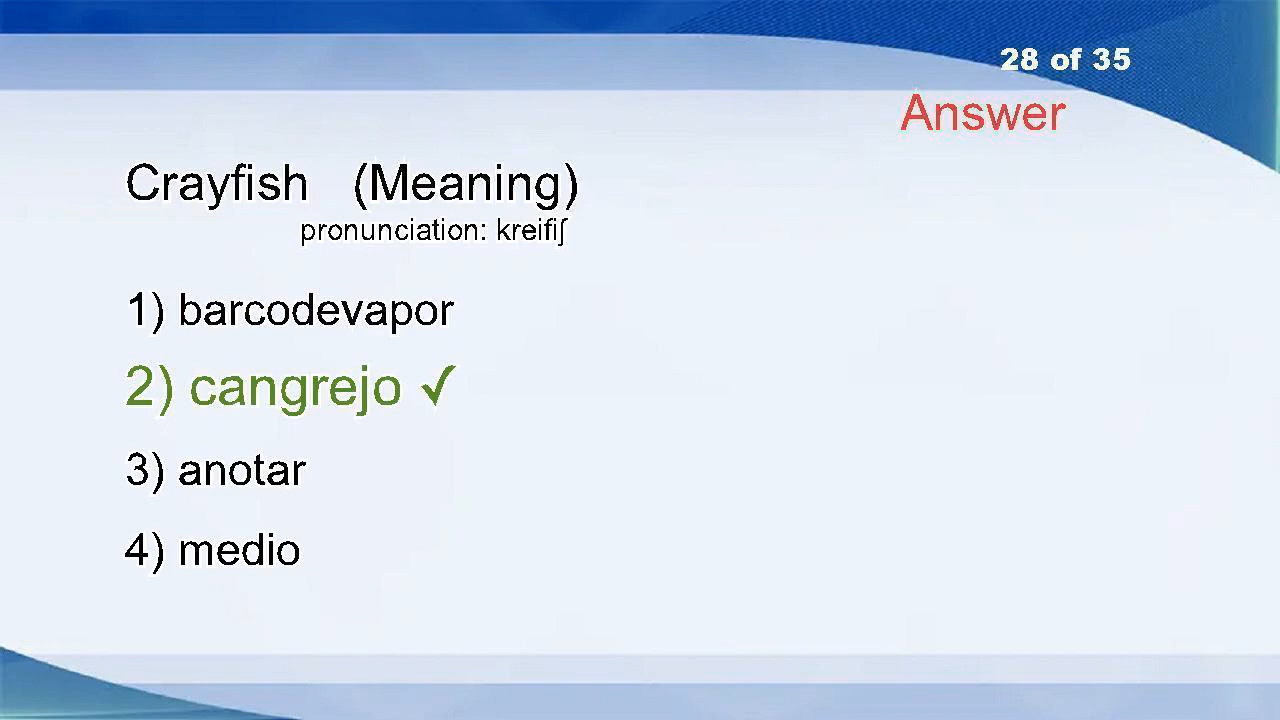 28 of 35
Answer
Crayfish (Meaning)
pronunciation: kreifiʃ
1) barcodevapor
2) cangrejo ✓
3) anotar
4) medio